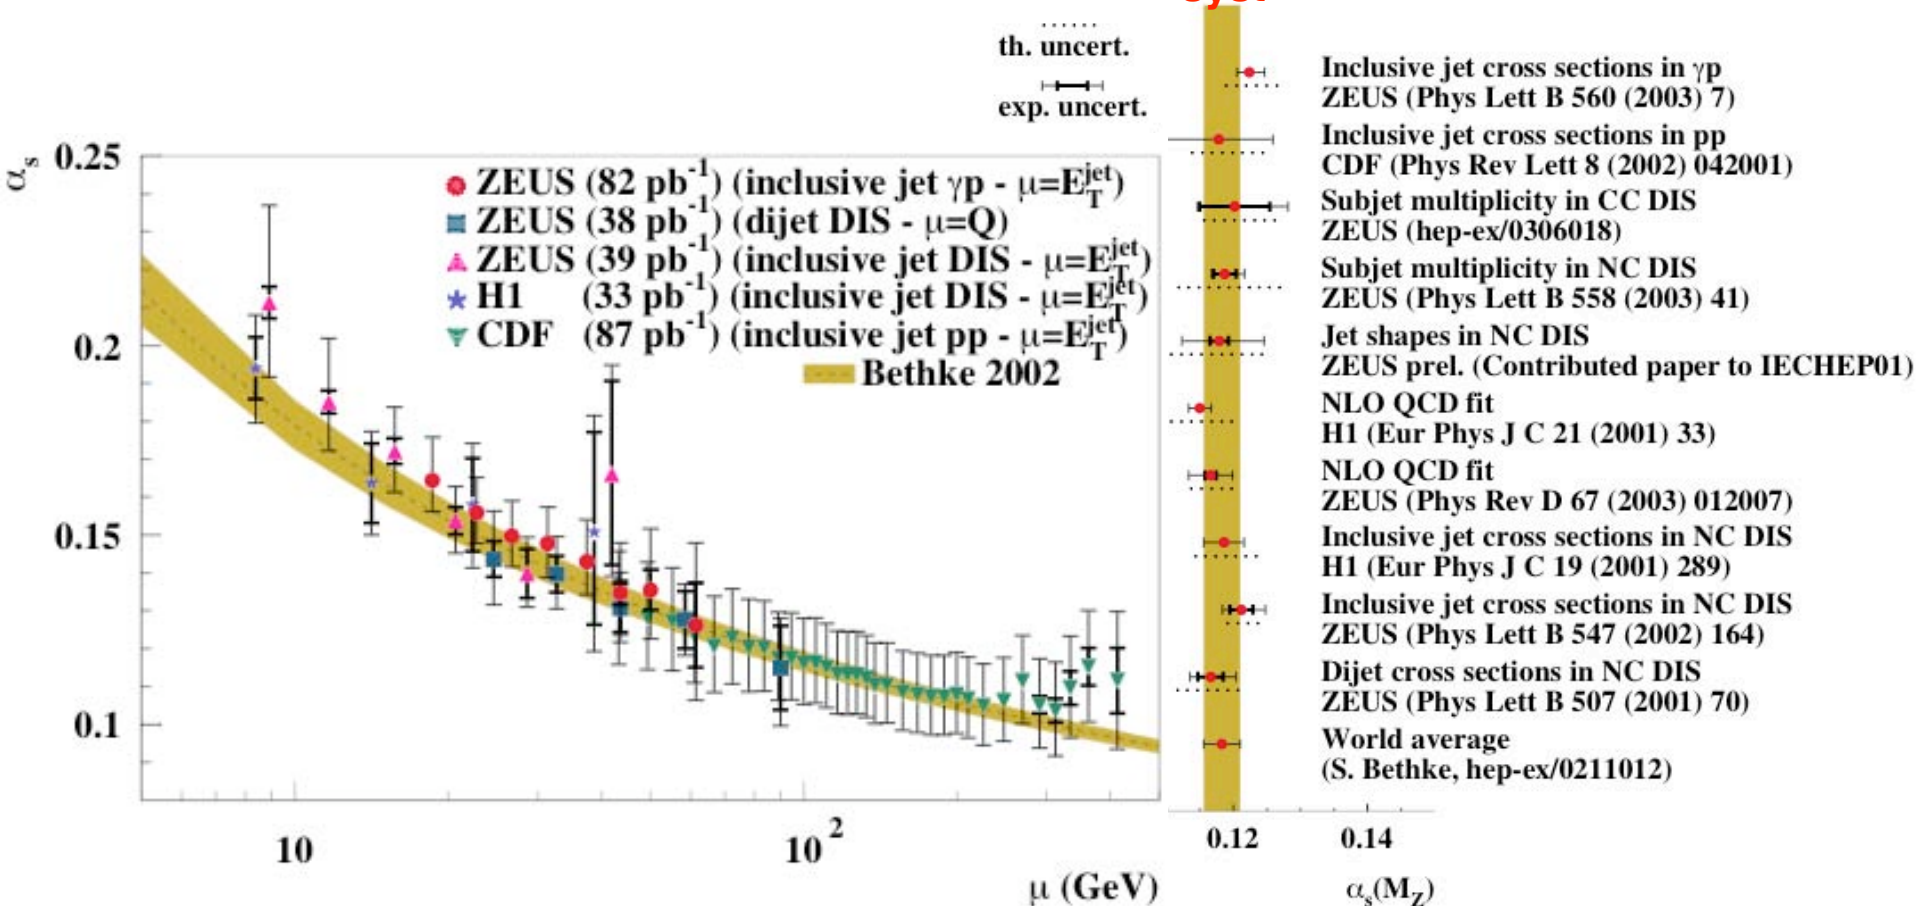 syst
th. uncert.
exp. uncert.
αs
0.25
0.2
0.15
0.1
ZEUS (82 pb-1) (inclusive jet γp - μ=ETjet)
ZEUS (38 pb-1) (dijet DIS - μ=Q)
ZEUS (39 pb-1) (inclusive jet DIS - μ=ETjet)
H1 (33 pb-1) (inclusive jet DIS - μ=ETjet)
CDF (87 pb-1) (inclusive jet pp - μ=ETjet)
Bethke 2002
10
10 2
μ (GeV)
Inclusive jet cross sections in γp
ZEUS (Phys Lett B 560 (2003) 7)
Inclusive jet cross sections in pp
CDF (Phys Rev Lett 8 (2002) 042001)
Subjet multiplicity in CC DIS
ZEUS (hep-ex/0306018)
Subjet multiplicity in NC DIS
ZEUS (Phys Lett B 558 (2003) 41)
Jet shapes in NC DIS
ZEUS prel. (Contributed paper to IECHEP01)
NLO QCD fit
H1 (Eur Phys J C 21 (2001) 33)
NLO QCD fit
ZEUS (Phys Rev D 67 (2003) 012007)
Inclusive jet cross sections in NC DIS
H1 (Eur Phys J C 19 (2001) 289)
Inclusive jet cross sections in NC DIS
ZEUS (Phys Lett B 547 (2002) 164)
Dijet cross sections in NC DIS
ZEUS (Phys Lett B 507 (2001) 70)
World average
(S. Bethke, hep-ex/0211012)
0.12
0.14
αs(MZ)